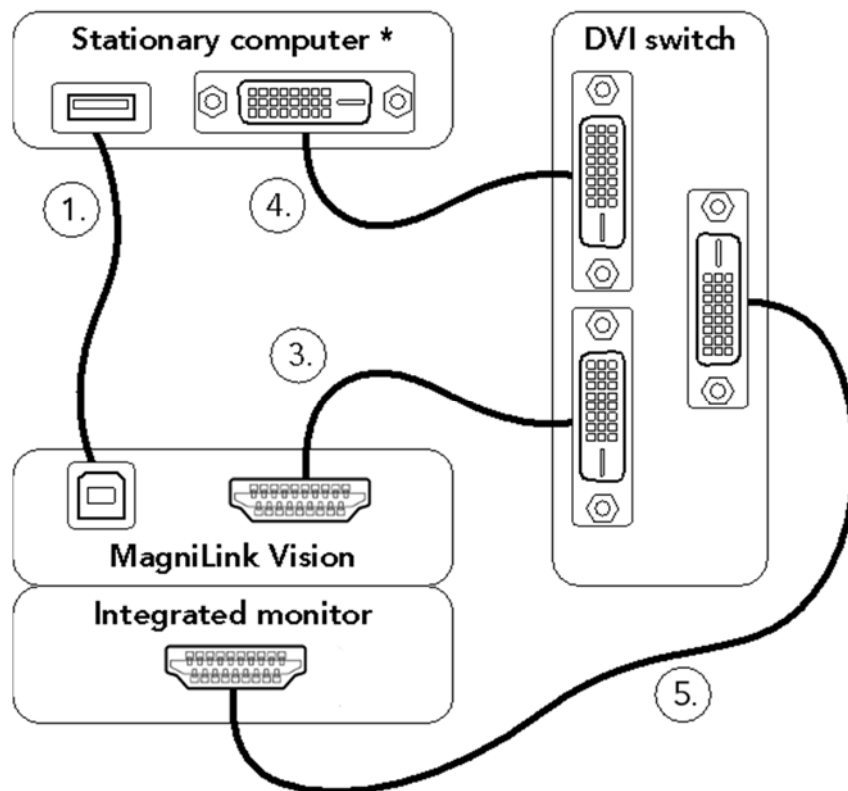 Stationary computer *
DVI switch
1.
4.
3.
MagniLink Vision
Integrated monitor
5.